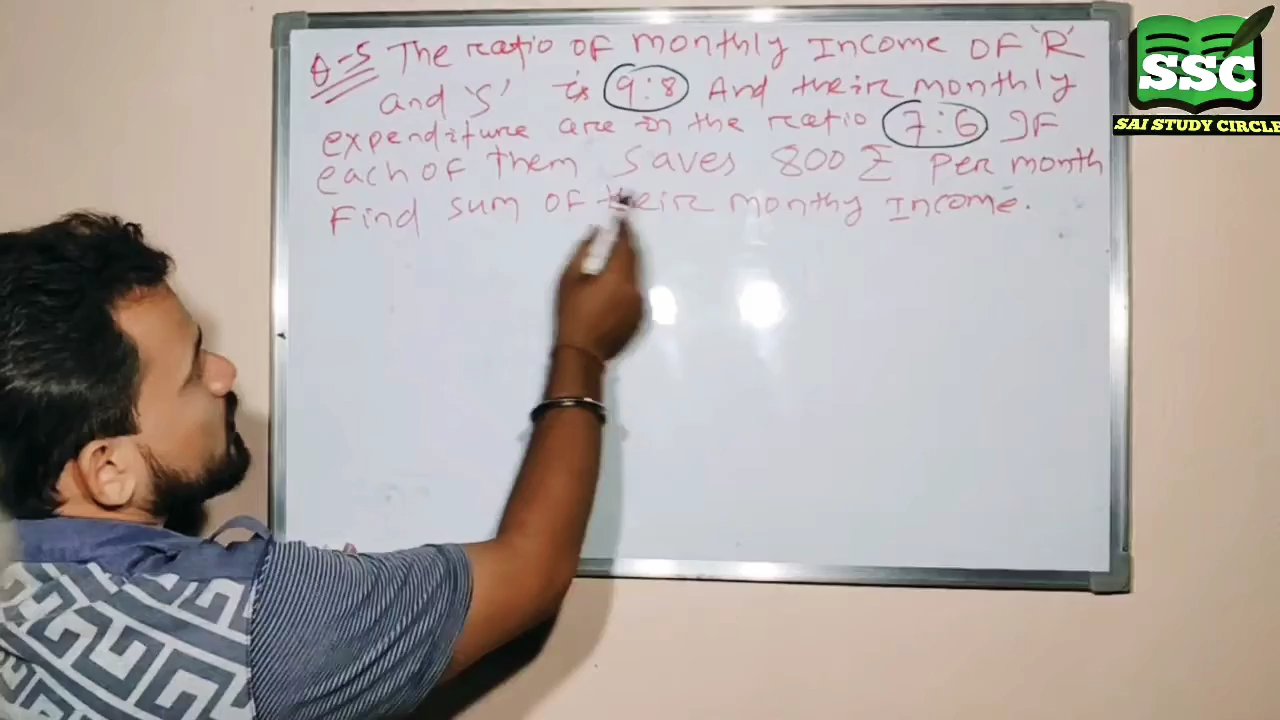 Q-5 The ratio of monthly Income of 'R'
and 'S' is 9:8 And their monthly
expenditure are in the ratio 7:6 If
each of them saves 800 ₹ per month
Find sum of their monthy Income.
SSC
SAI STUDY CIRCLE